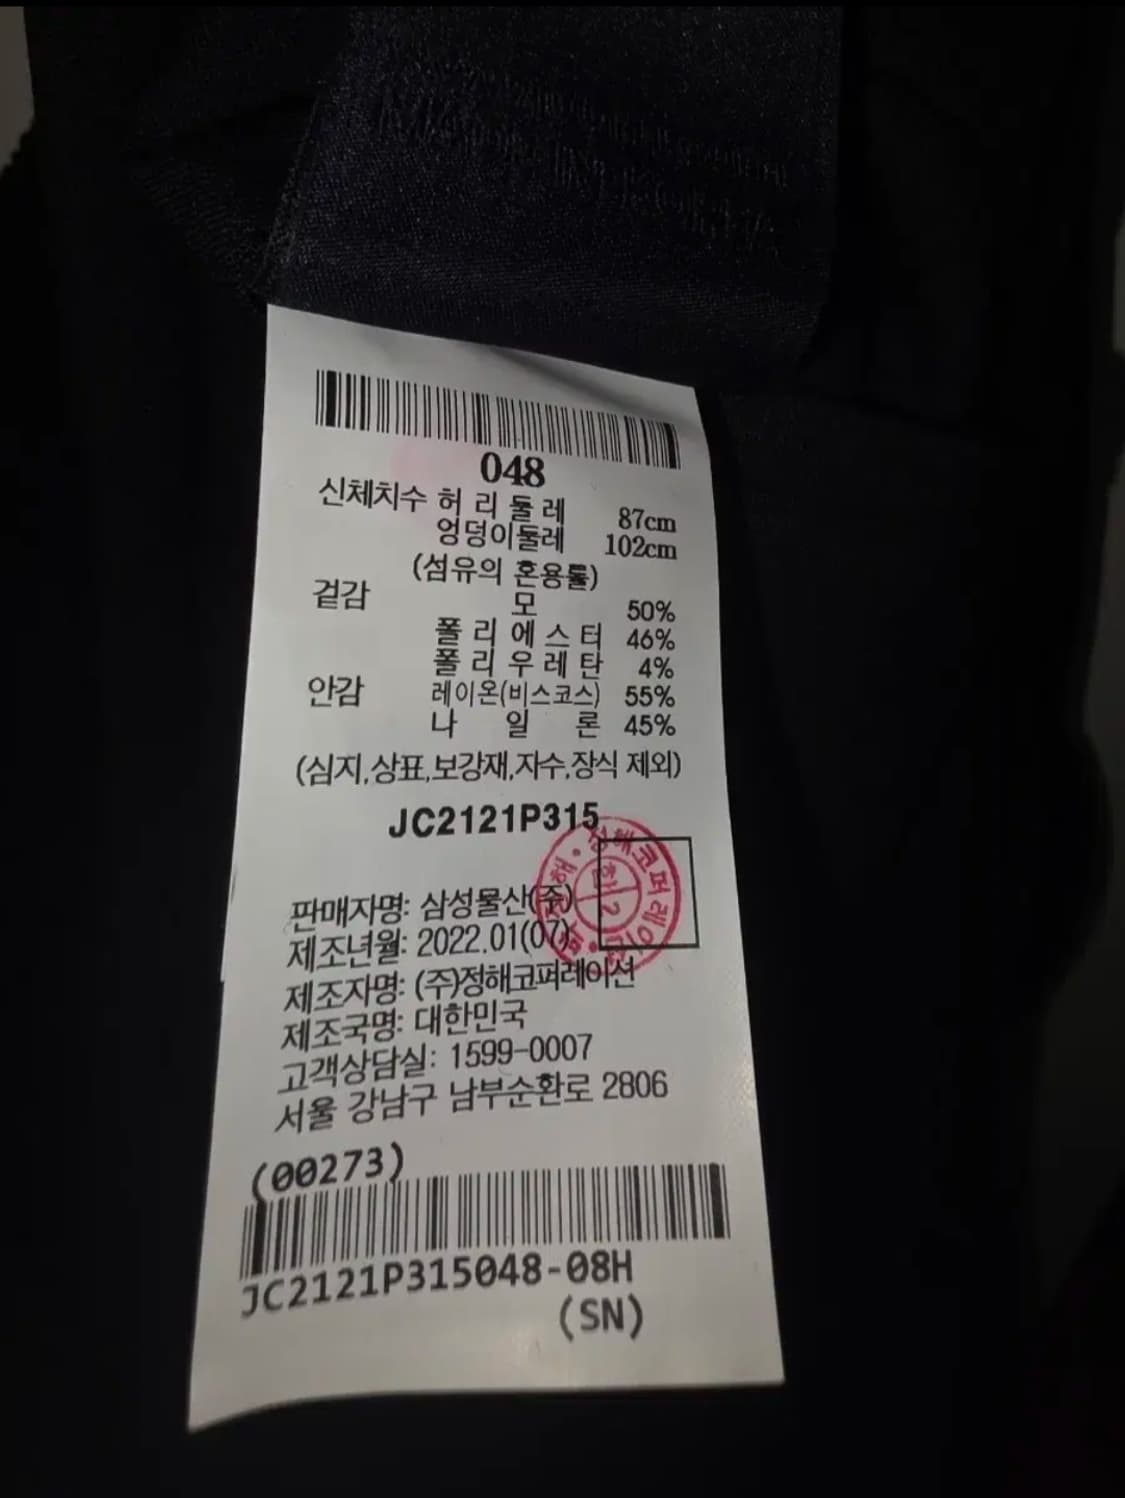 048
신체치수 허리둘레 87cm
엉덩이둘레 102cm
(섬유의 혼용률)
겉감 모 50%
폴리에스터 46%
폴리우레탄 4%
안감 레이온(비스코스) 55%
나일론 45%
(심지,상표,보강재,자수,장식 제외)
JC2121P315
판매자명: 삼성물산(주)
제조년월: 2022.01(07)
제조자명: (주)정해코퍼레이션
제조국명: 대한민국
고객상담실: 1599-0007
서울 강남구 남부순환로 2806
(00273)
JC2121P315048-08H
(SN)